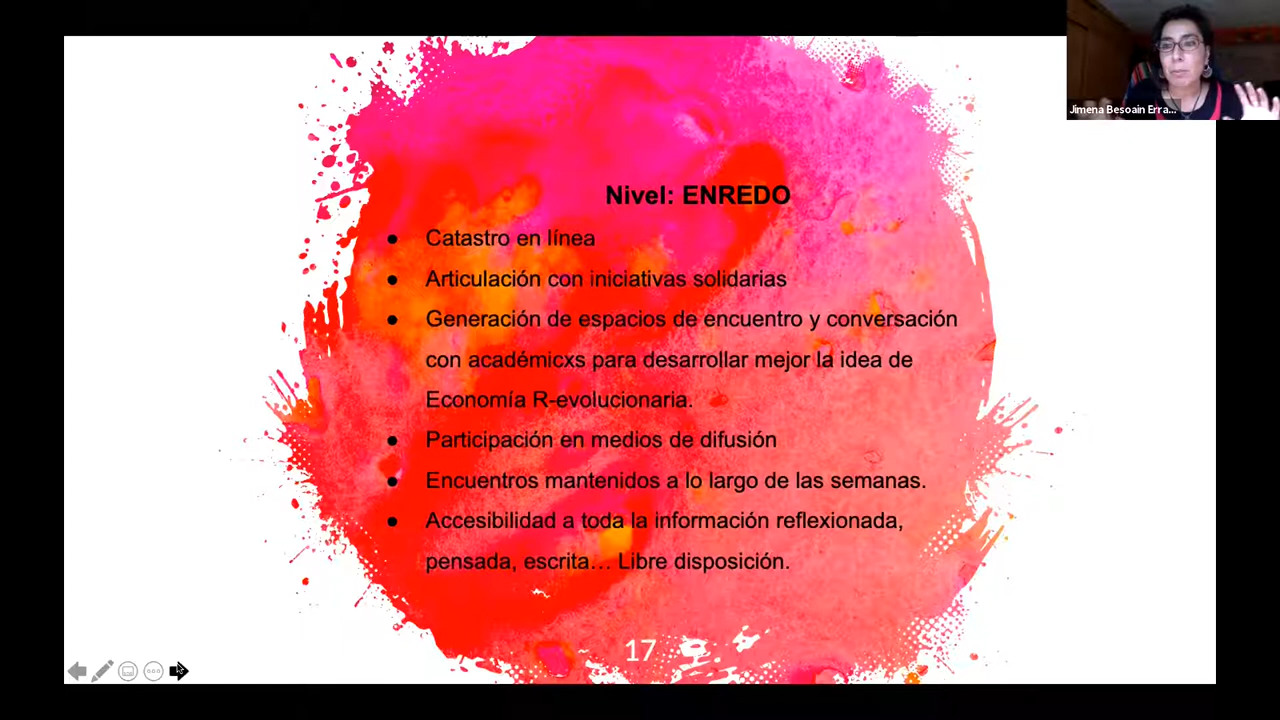 Jimena Besoain Erra...
Nivel: ENREDO
● Catastro en línea
● Articulación con iniciativas solidarias
● Generación de espacios de encuentro y conversación
con académicxs para desarrollar mejor la idea de
Economía R-evolucionaria.
● Participación en medios de difusión
● Encuentros mantenidos a lo largo de las semanas.
● Accesibilidad a toda la información reflexionada,
pensada, escrita… Libre disposición.
17